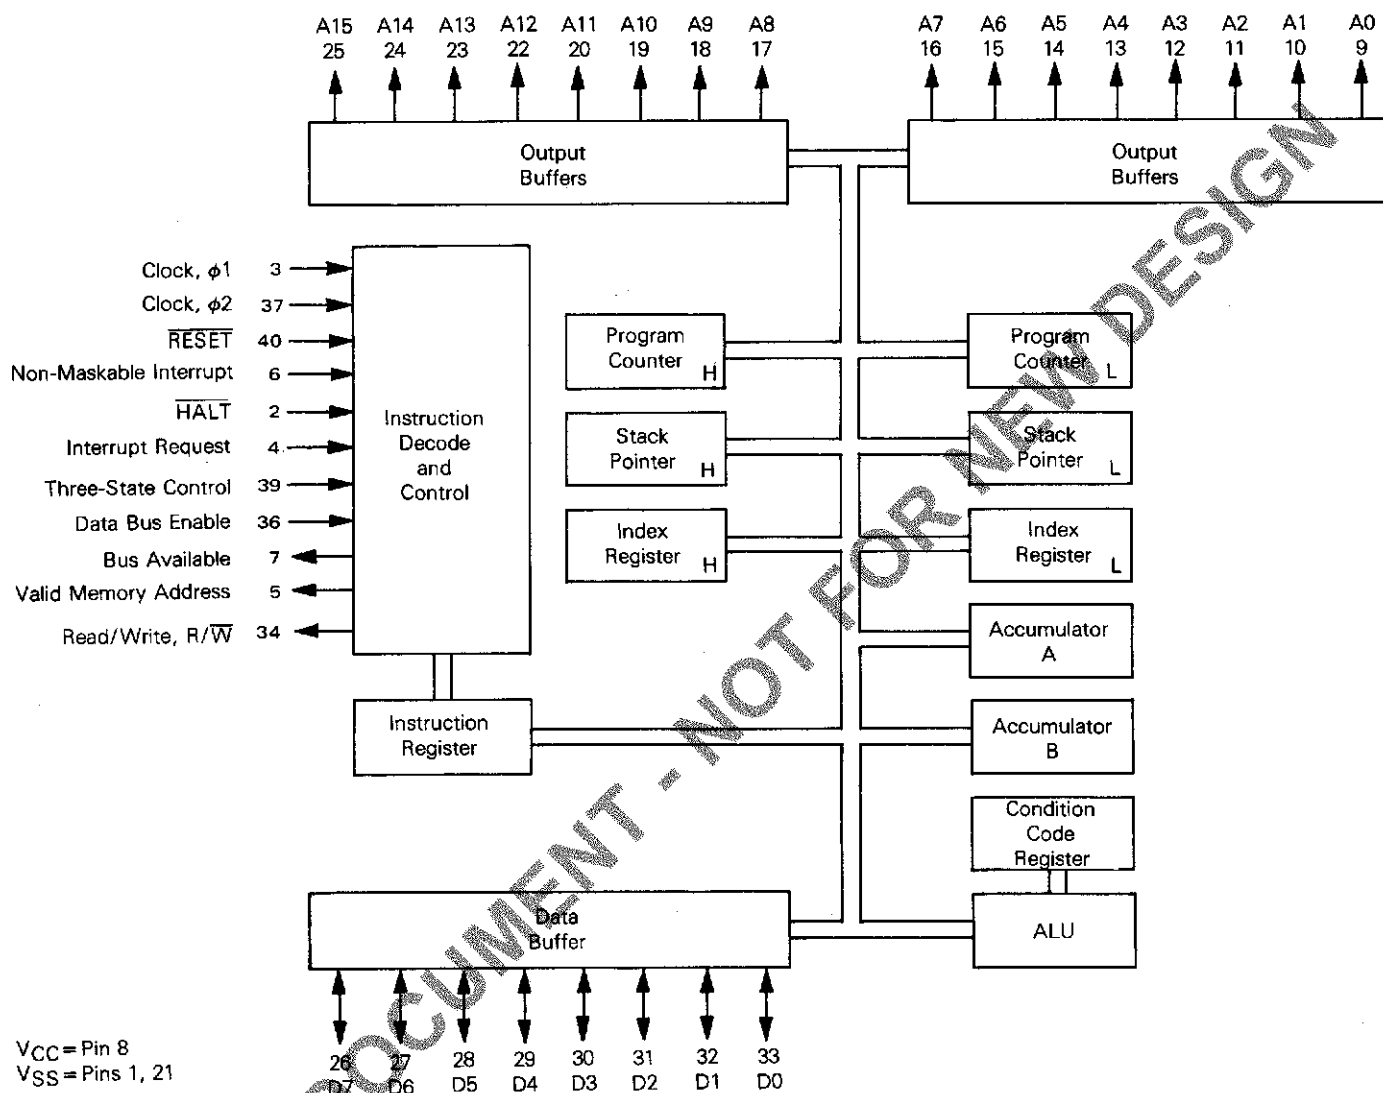 A15 A14 A13 A12 A11 A10 A9 A8 A7 A6 A5 A4 A3 A2 A1 A0
25 24 23 22 20 19 18 17 16 15 14 13 12 11 10 9
Output
Buffers
Output
Buffers
Clock, ϕ1 3
Clock, ϕ2 37
RESET 40
Non-Maskable Interrupt 6
HALT 2
Interrupt Request 4
Three-State Control 39
Data Bus Enable 36
Bus Available 7
Valid Memory Address 5
Read/Write, R/W 34
Instruction
Decode
and
Control
Program
Counter H
Program
Counter L
Stack
Pointer H
Stack
Pointer L
Index
Register H
Index
Register L
Accumulator
A
Instruction
Register
Accumulator
B
Condition
Code
Register
Data
Buffer
ALU
26 27 28 29 30 31 32 33
D7 D6 D5 D4 D3 D2 D1 D0
VCC = Pin 8
VSS = Pins 1, 21
DOCUMENT - NOT FOR NEW DESIGN